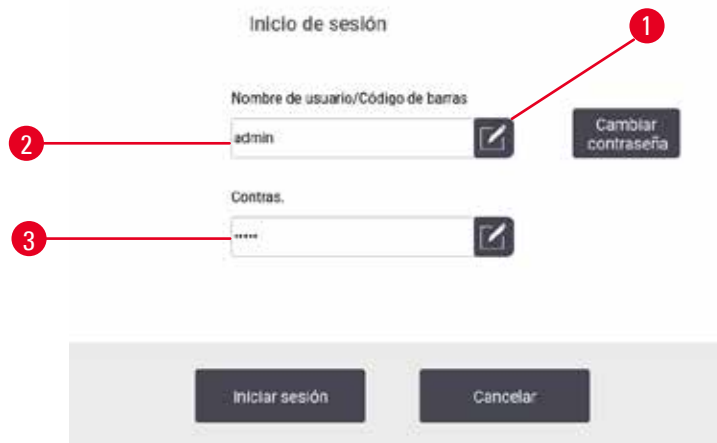 Inicio de sesión
1
Nombre de usuario/Código de barras
2
admin
Cambiar
contraseña
Contras.
3
•••••
Iniciar sesión
Cancelar